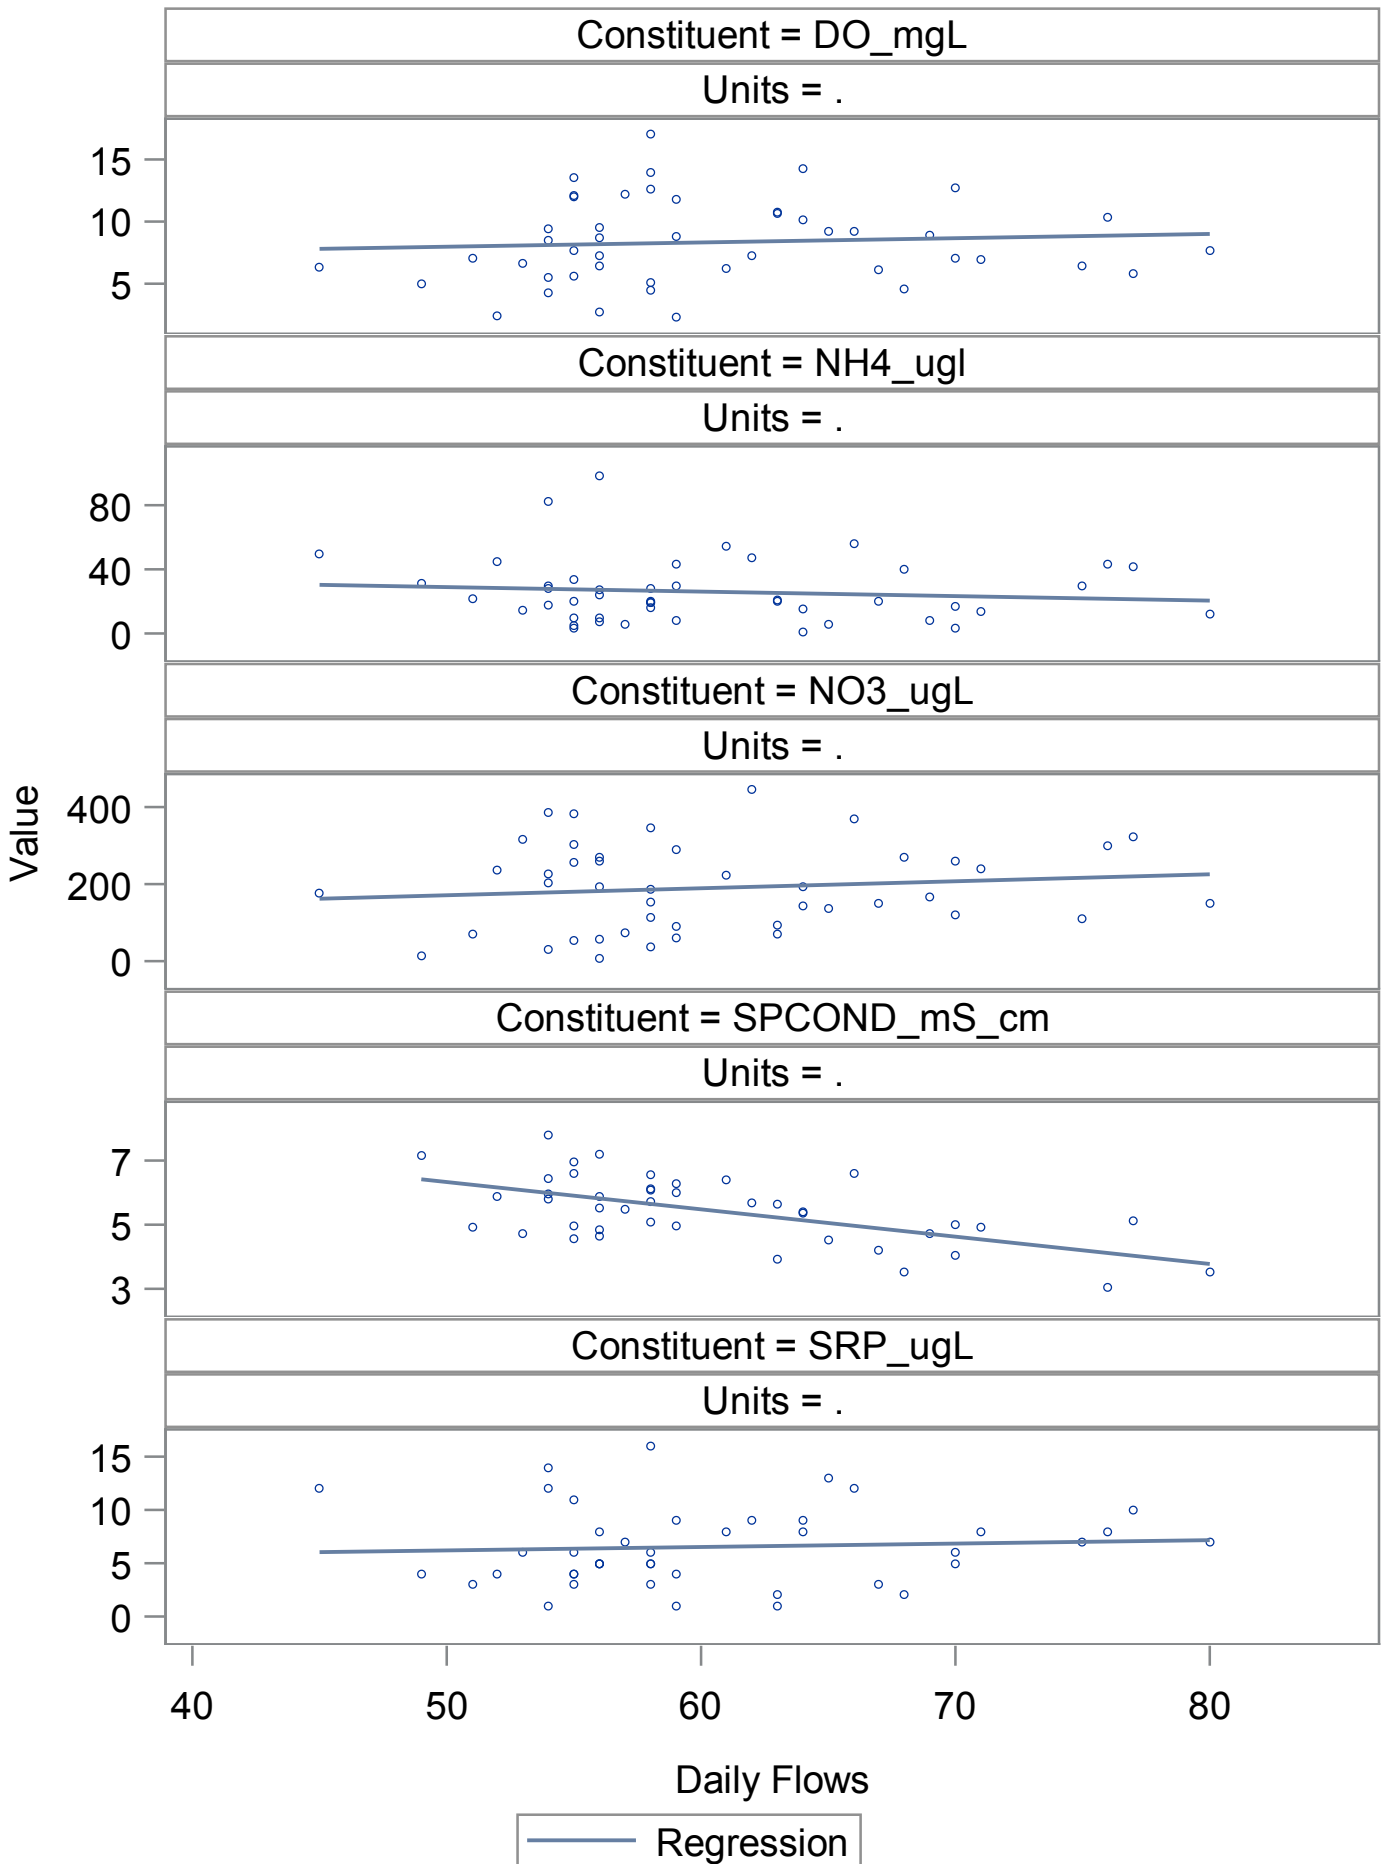 Constituent = DO_mgL
Units = .
15
10
5
Constituent = NH4_ugl
Units = .
80
40
0
Constituent = NO3_ugL
Units = .
Value
400
200
0
Constituent = SPCOND_mS_cm
Units = .
7
5
3
Constituent = SRP_ugL
Units = .
15
10
5
0
40 50 60 70 80
Daily Flows
Regression